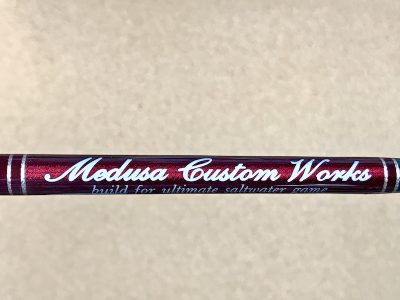 Medusa Custom Works
build for ultimate saltwater game